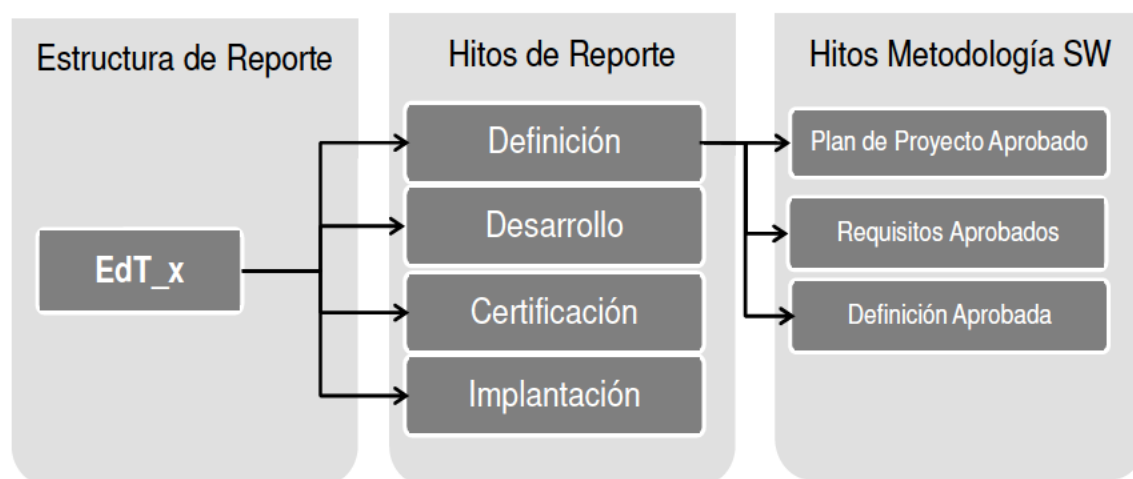 Estructura de Reporte
Hitos de Reporte
Hitos Metodología SW
EdT_x
Definición
Desarrollo
Certificación
Implantación
Plan de Proyecto Aprobado
Requisitos Aprobados
Definición Aprobada